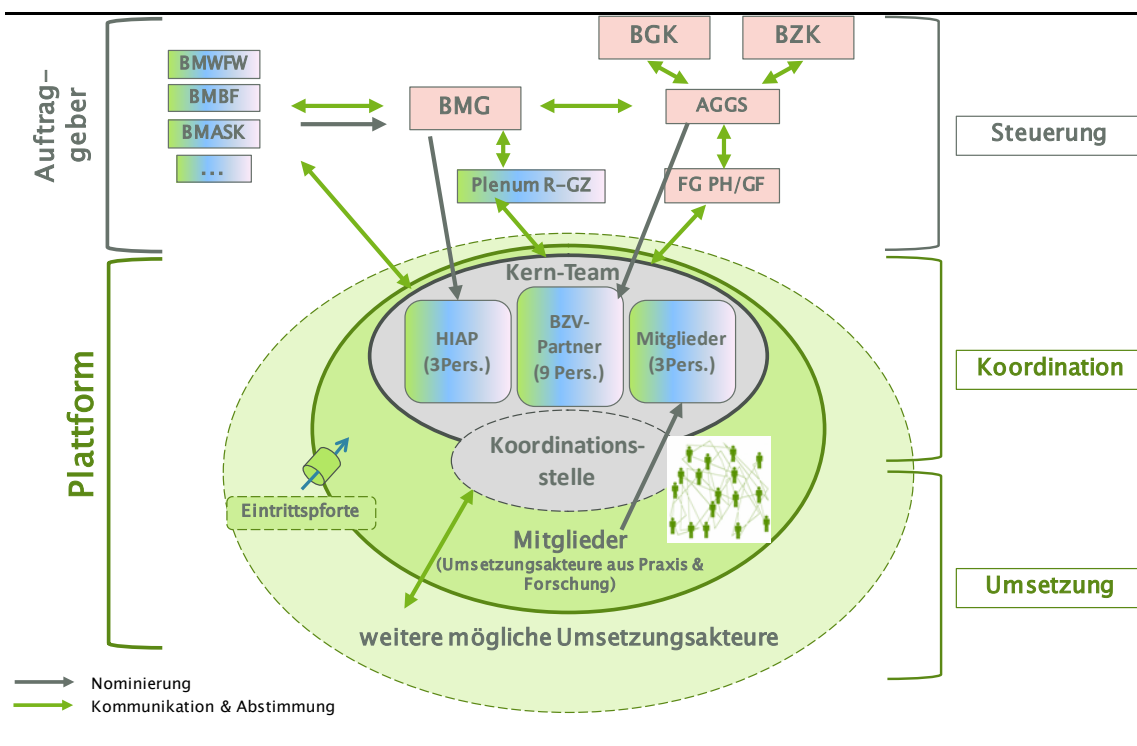 Auftrag-
geber
BMWFW
BMBF
BMASK
...
BMG
BGK
BZK
AGGS
Plenum R-GZ
FG PH/GF
Steuerung
Plattform
Kern-Team
HIAP
(3Pers.)
BZV-
Partner
(9 Pers.)
Mitglieder
(3Pers.)
Koordinations-
stelle
Koordination
Eintrittspforte
Mitglieder
(Umsetzungsakteure aus Praxis &
Forschung)
weitere mögliche Umsetzungsakteure
Umsetzung
Nominierung
Kommunikation & Abstimmung